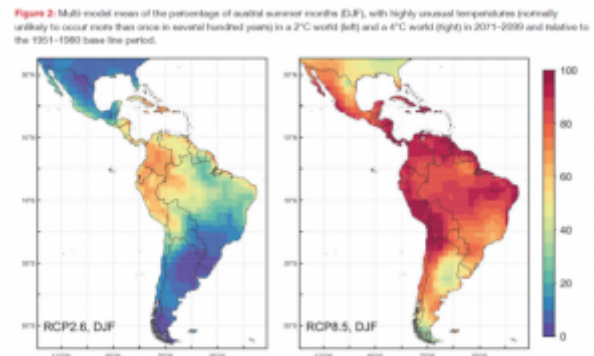 Figure 2: Multi-model mean of the percentage of austral summer months (DJF), with highly unusual temperatures (normally
unlikely to occur more than once in several hundred years) in a 2°C world (left) and a 4°C world (right) in 2071–2099 and relative to
the 1951–1980 base line period.
RCP2.6, DJF
RCP8.5, DJF
100
80
60
40
20
0